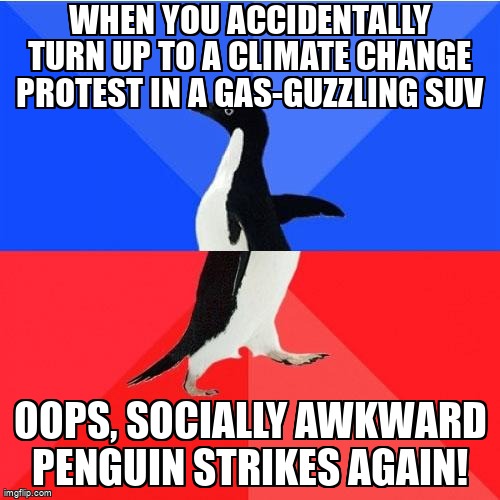 WHEN YOU ACCIDENTALLY
TURN UP TO A CLIMATE CHANGE
PROTEST IN A GAS-GUZZLING SUV
OOPS, SOCIALLY AWKWARD
PENGUIN STRIKES AGAIN!
imgflip.com